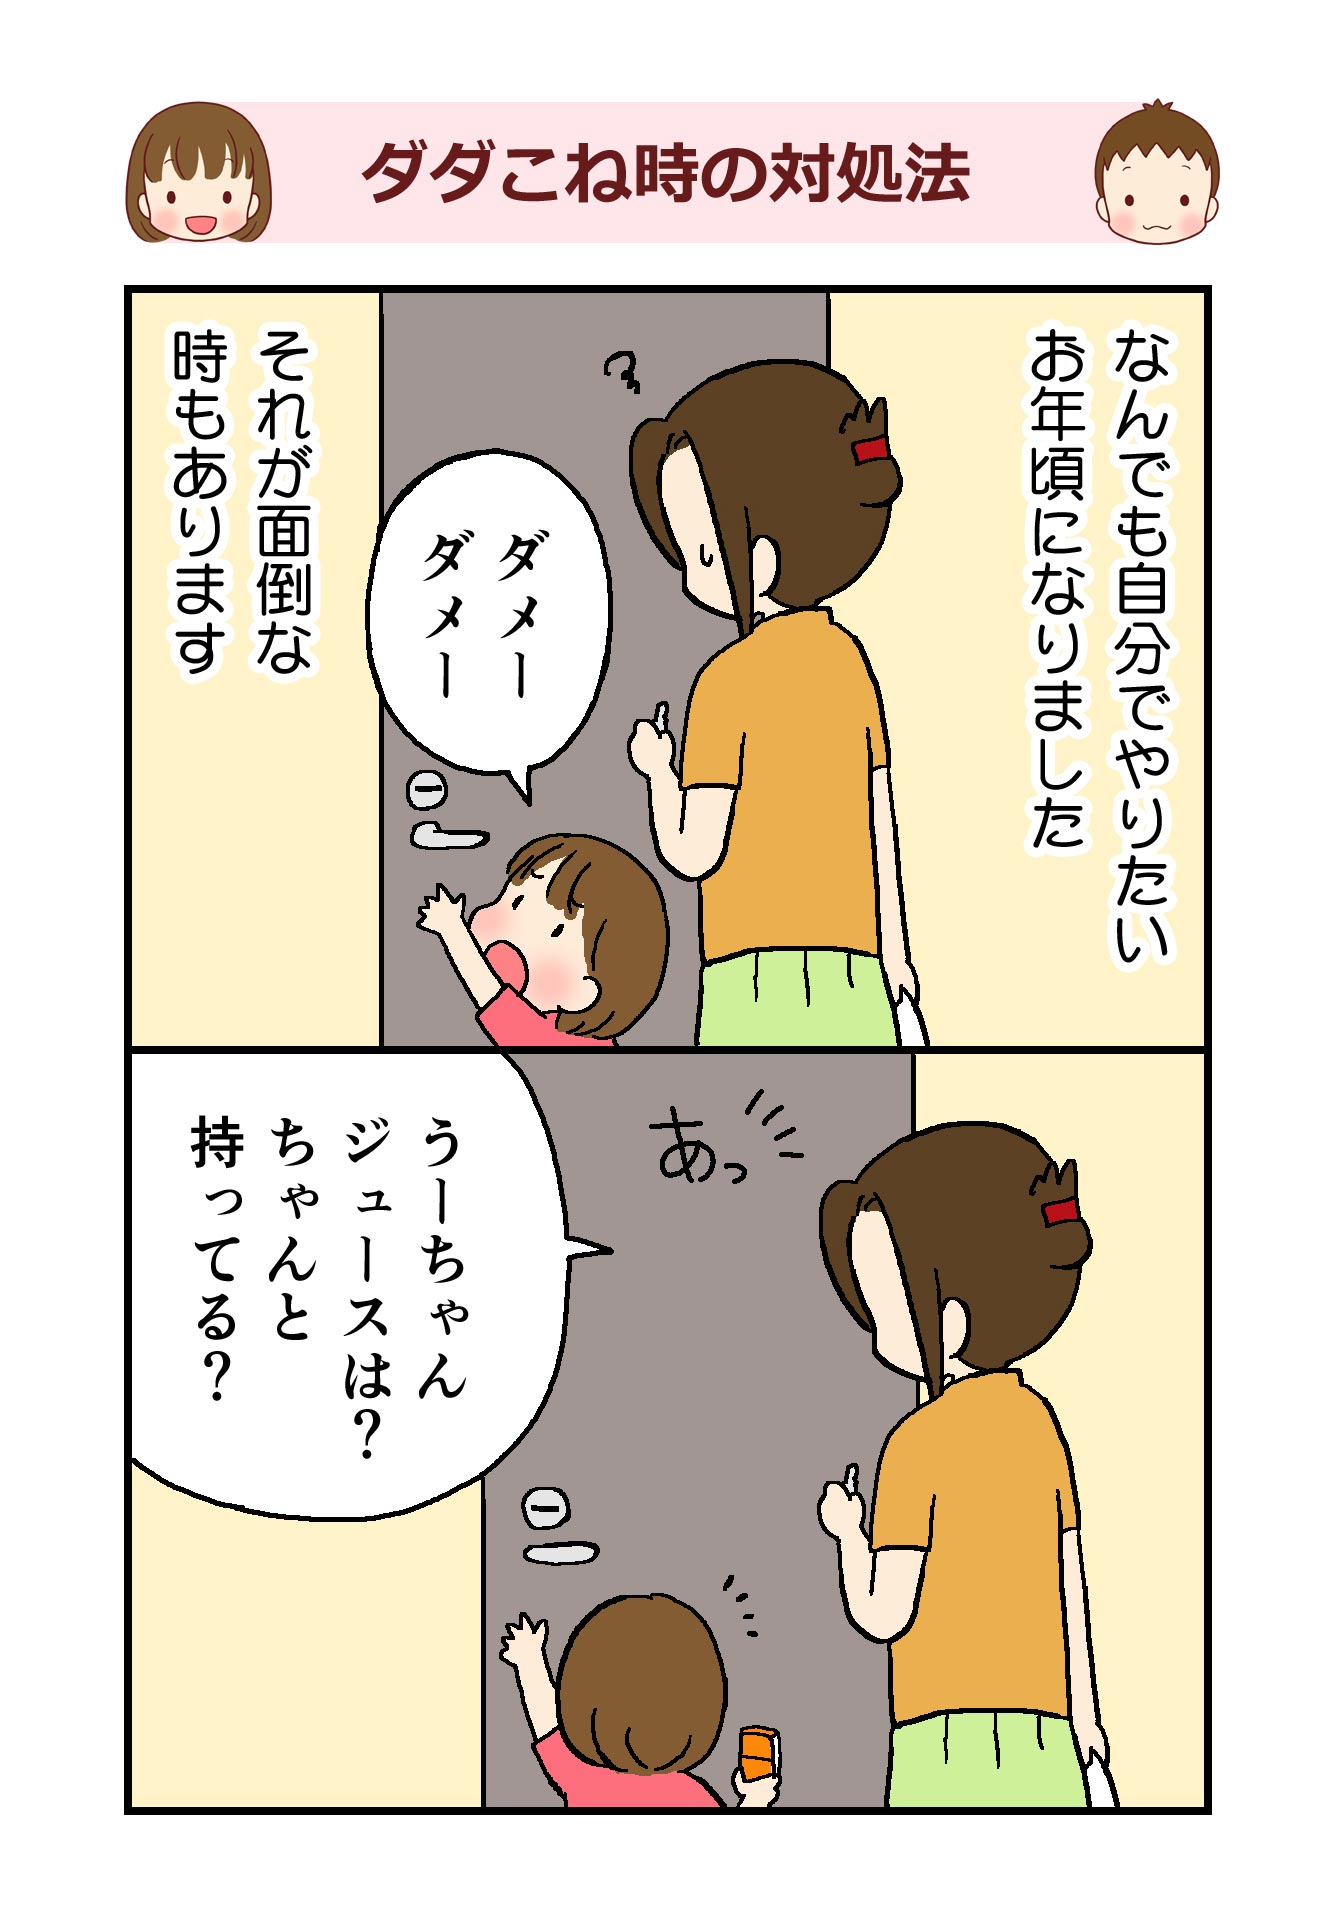 ダダこね時の対処法
なんでも自分でやりたい
お年頃になりました
ダメー
ダメー
それが面倒な
時もあります
あっ
うーちゃん
ジュースは?
ちゃんと
持ってる?